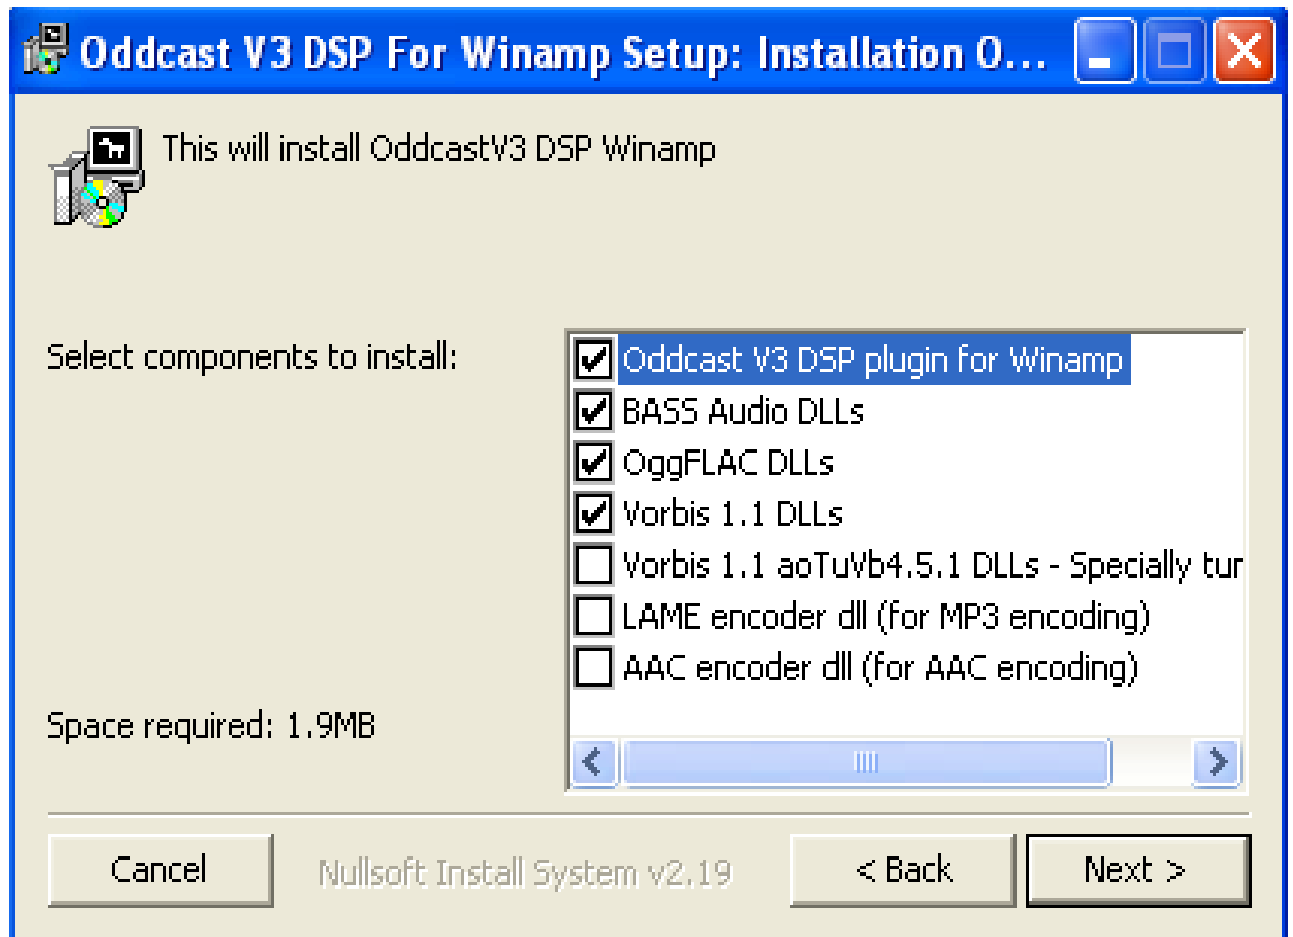 Oddcast V3 DSP For Winamp Setup: Installation O...
This will install OddcastV3 DSP Winamp
Select components to install:
Oddcast V3 DSP plugin for Winamp
BASS Audio DLLs
OggFLAC DLLs
Vorbis 1.1 DLLs
Vorbis 1.1 aoTuVb4.5.1 DLLs - Specially tur
LAME encoder dll (for MP3 encoding)
AAC encoder dll (for AAC encoding)
Space required: 1.9MB
Cancel
Nullsoft Install System v2.19
< Back
Next >